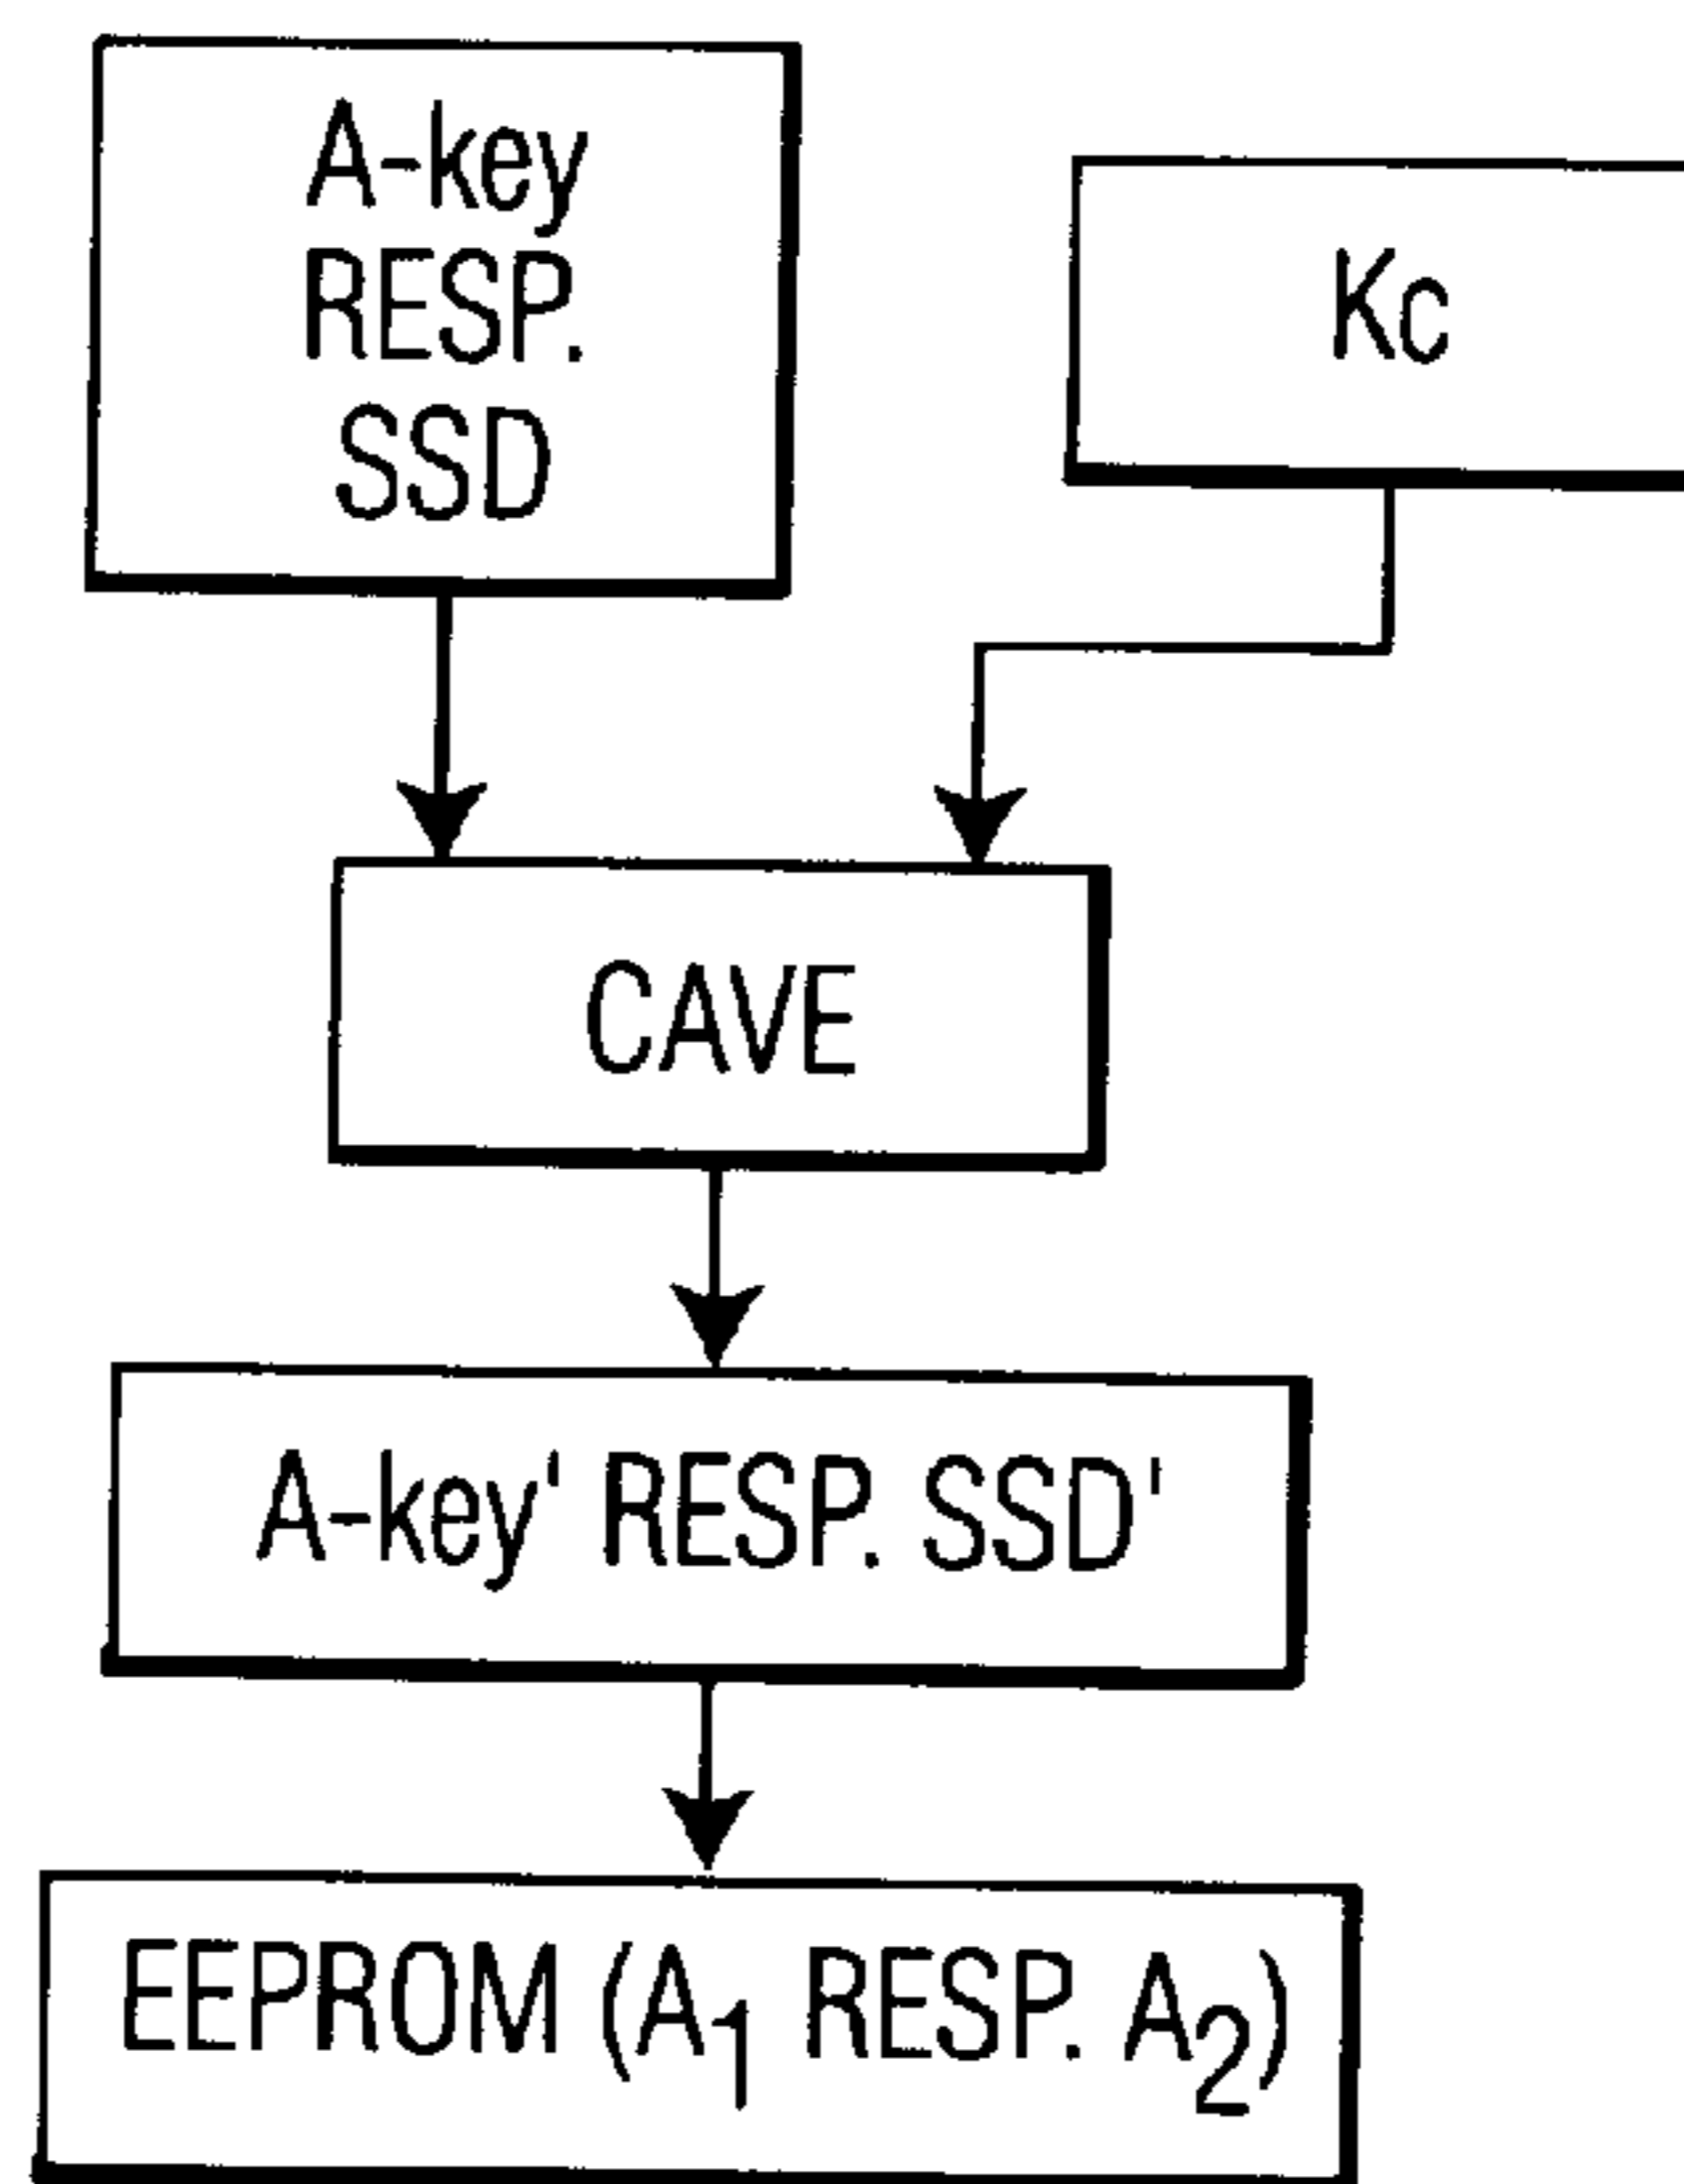 A-key
RESP.
SSD
Kc
CAVE
A-key' RESP. SSD'
EEPROM (A1 RESP. A2)